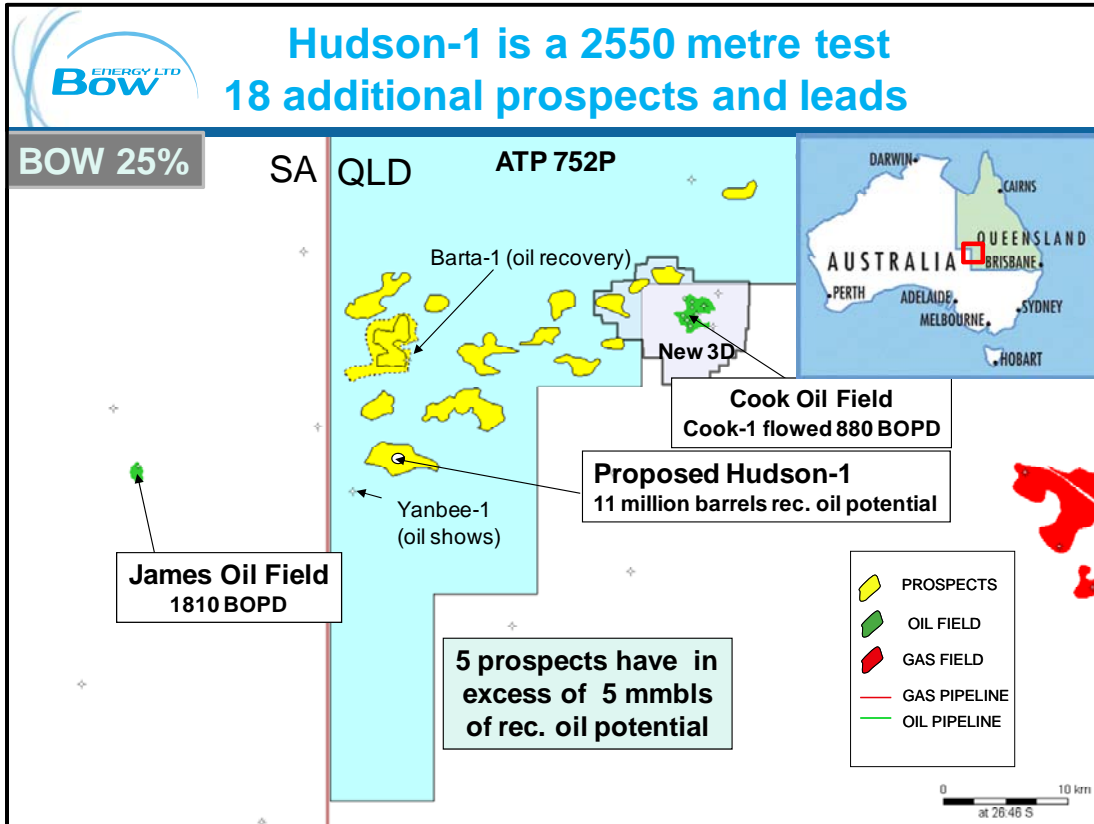 Hudson-1 is a 2550 metre test
18 additional prospects and leads
ENERGY LTD
BOW
BOW 25%
SA
QLD
ATP 752P
DARWIN
CAIRNS
QUEENSLAND
AUSTRALIA
BRISBANE
PERTH
ADELAIDE
SYDNEY
MELBOURNE
HOBART
Barta-1 (oil recovery)
New 3D
Cook Oil Field
Cook-1 flowed 880 BOPD
Proposed Hudson-1
11 million barrels rec. oil potential
Yanbee-1
(oil shows)
James Oil Field
1810 BOPD
5 prospects have in
excess of 5 mmbls
of rec. oil potential
PROSPECTS
OIL FIELD
GAS FIELD
GAS PIPELINE
OIL PIPELINE
0 10 km
at 26:46 S